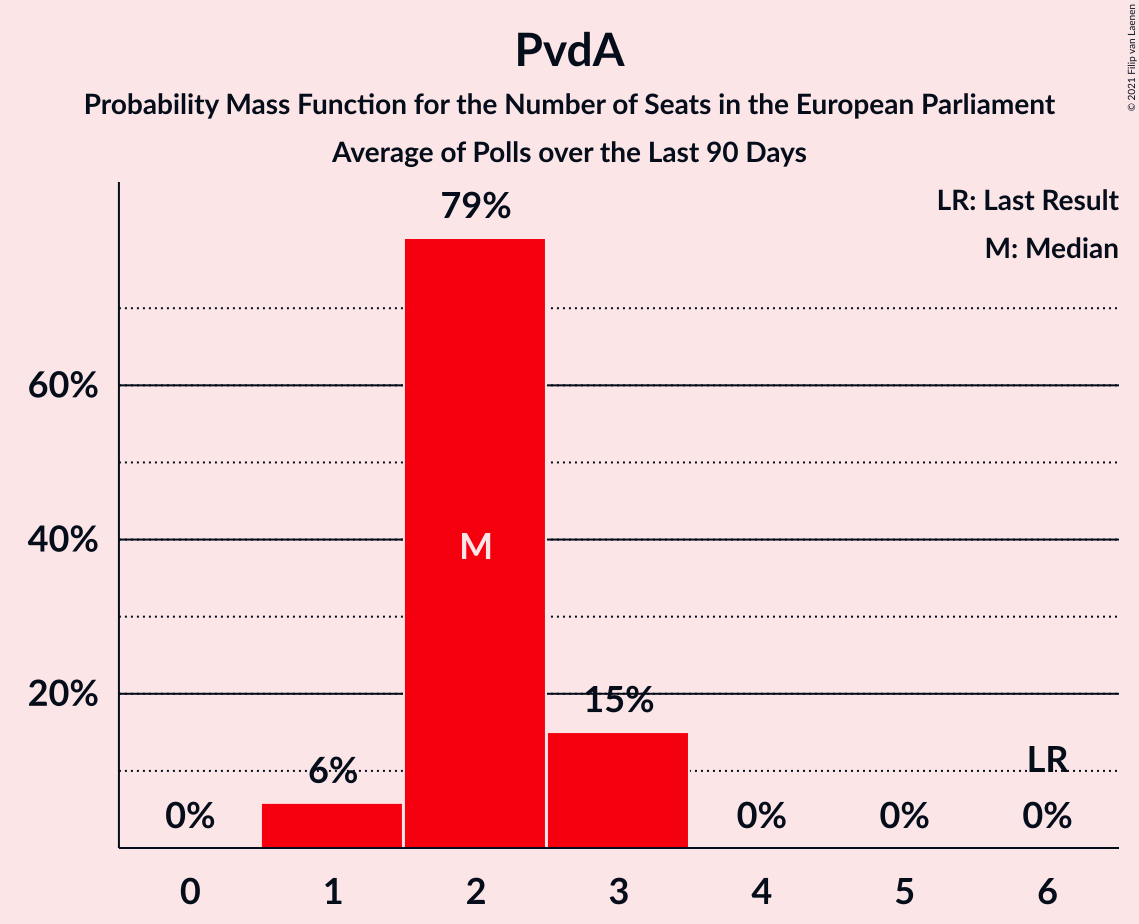 PvdA
Probability Mass Function for the Number of Seats in the European Parliament
Average of Polls over the Last 90 Days
© 2021 Filip van Laenen
LR: Last Result
M: Median
79%
60%
40%
M
20%
15%
6%
LR
0%
0%
0%
0%
0 1 2 3 4 5 6